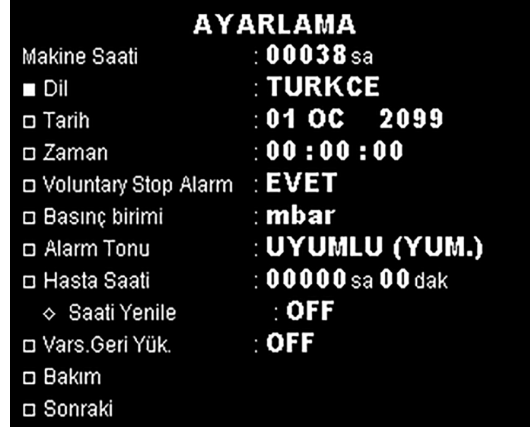 AYARLAMA
Makine Saati : 00038 sa
■ Dil : TURKCE
□ Tarih : 01 OC 2099
□ Zaman : 00 : 00 : 00
□ Voluntary Stop Alarm : EVET
□ Basınç birimi : mbar
□ Alarm Tonu : UYUMLU (YUM.)
□ Hasta Saati : 00000 sa 00 dak
◇ Saati Yenile : OFF
□ Vars.Geri Yük. : OFF
□ Bakım
□ Sonraki